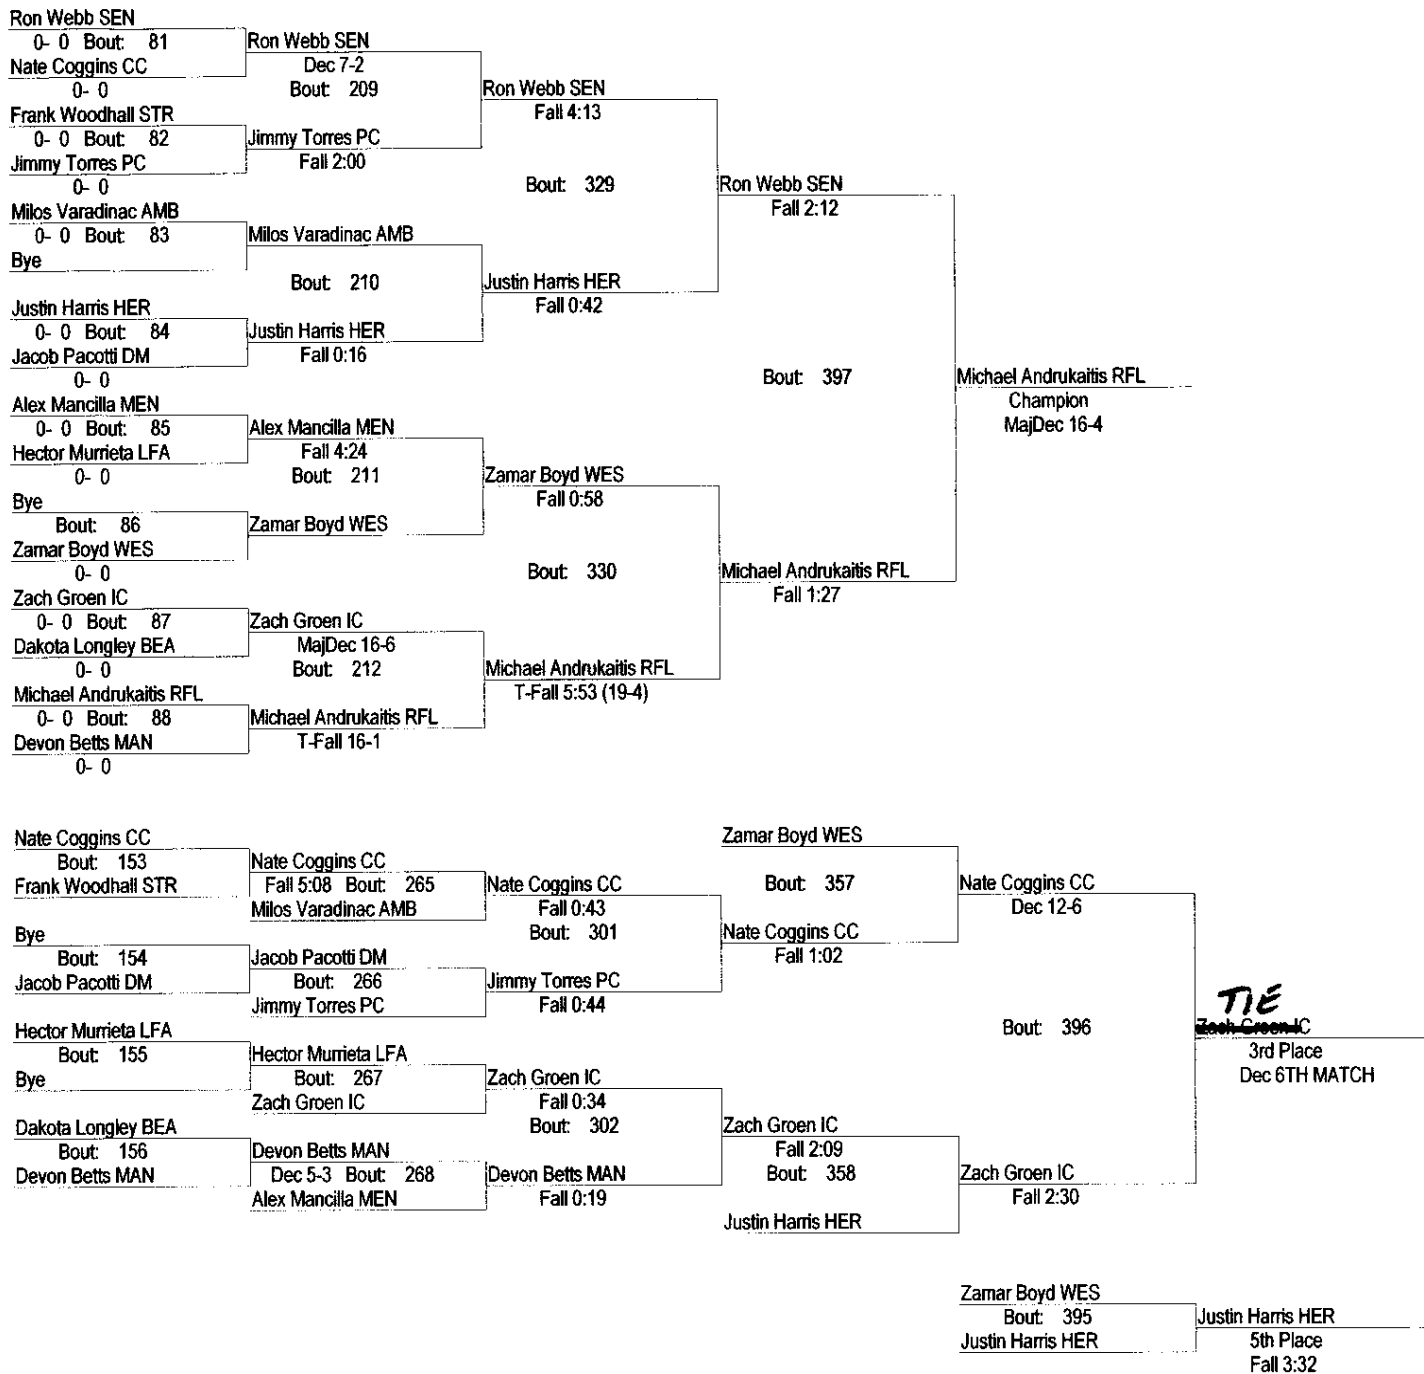 Ron Webb SEN
0- 0 Bout: 81
Nate Coggins CC
0- 0
Frank Woodhall STR
0- 0 Bout: 82
Jimmy Torres PC
0- 0
Milos Varadinac AMB
0- 0 Bout: 83
Bye
Justin Harris HER
0- 0 Bout: 84
Jacob Pacotti DM
0- 0
Alex Mancilla MEN
0- 0 Bout: 85
Hector Murrieta LFA
0- 0
Bye
Bout: 86
Zamar Boyd WES
0- 0
Zach Groen IC
0- 0 Bout: 87
Dakota Longley BEA
0- 0
Michael Andrukaitis RFL
0- 0 Bout: 88
Devon Betts MAN
0- 0
Ron Webb SEN
Dec 7-2
Bout: 209
Jimmy Torres PC
Fall 2:00
Milos Varadinac AMB
Bout: 210
Justin Harris HER
Fall 0:16
Alex Mancilla MEN
Fall 4:24
Bout: 211
Zamar Boyd WES
Zach Groen IC
MajDec 16-6
Bout: 212
Michael Andrukaitis RFL
T-Fall 16-1
Ron Webb SEN
Fall 4:13
Bout: 329
Justin Harris HER
Fall 0:42
Zamar Boyd WES
Fall 0:58
Bout: 330
Michael Andrukaitis RFL
T-Fall 5:53 (19-4)
Ron Webb SEN
Fall 2:12
Bout: 397
Michael Andrukaitis RFL
Fall 1:27
Michael Andrukaitis RFL
Champion
MajDec 16-4
Nate Coggins CC
Bout: 153
Frank Woodhall STR
Bye
Bout: 154
Jacob Pacotti DM
Hector Murrieta LFA
Bout: 155
Bye
Dakota Longley BEA
Bout: 156
Devon Betts MAN
Nate Coggins CC
Fall 5:08 Bout: 265
Milos Varadinac AMB
Jacob Pacotti DM
Bout: 266
Jimmy Torres PC
Hector Murrieta LFA
Bout: 267
Zach Groen IC
Devon Betts MAN
Dec 5-3 Bout: 268
Alex Mancilla MEN
Nate Coggins CC
Fall 0:43
Bout: 301
Jimmy Torres PC
Fall 0:44
Zach Groen IC
Fall 0:34
Bout: 302
Devon Betts MAN
Fall 0:19
Zamar Boyd WES
Bout: 357
Nate Coggins CC
Fall 1:02
Zach Groen IC
Fall 2:09
Bout: 358
Justin Harris HER
Nate Coggins CC
Dec 12-6
Bout: 396
Zach Groen IC
Fall 2:30
TIE
Zach Groen IC
3rd Place
Dec 6TH MATCH
Zamar Boyd WES
Bout: 395
Justin Harris HER
Justin Harris HER
5th Place
Fall 3:32